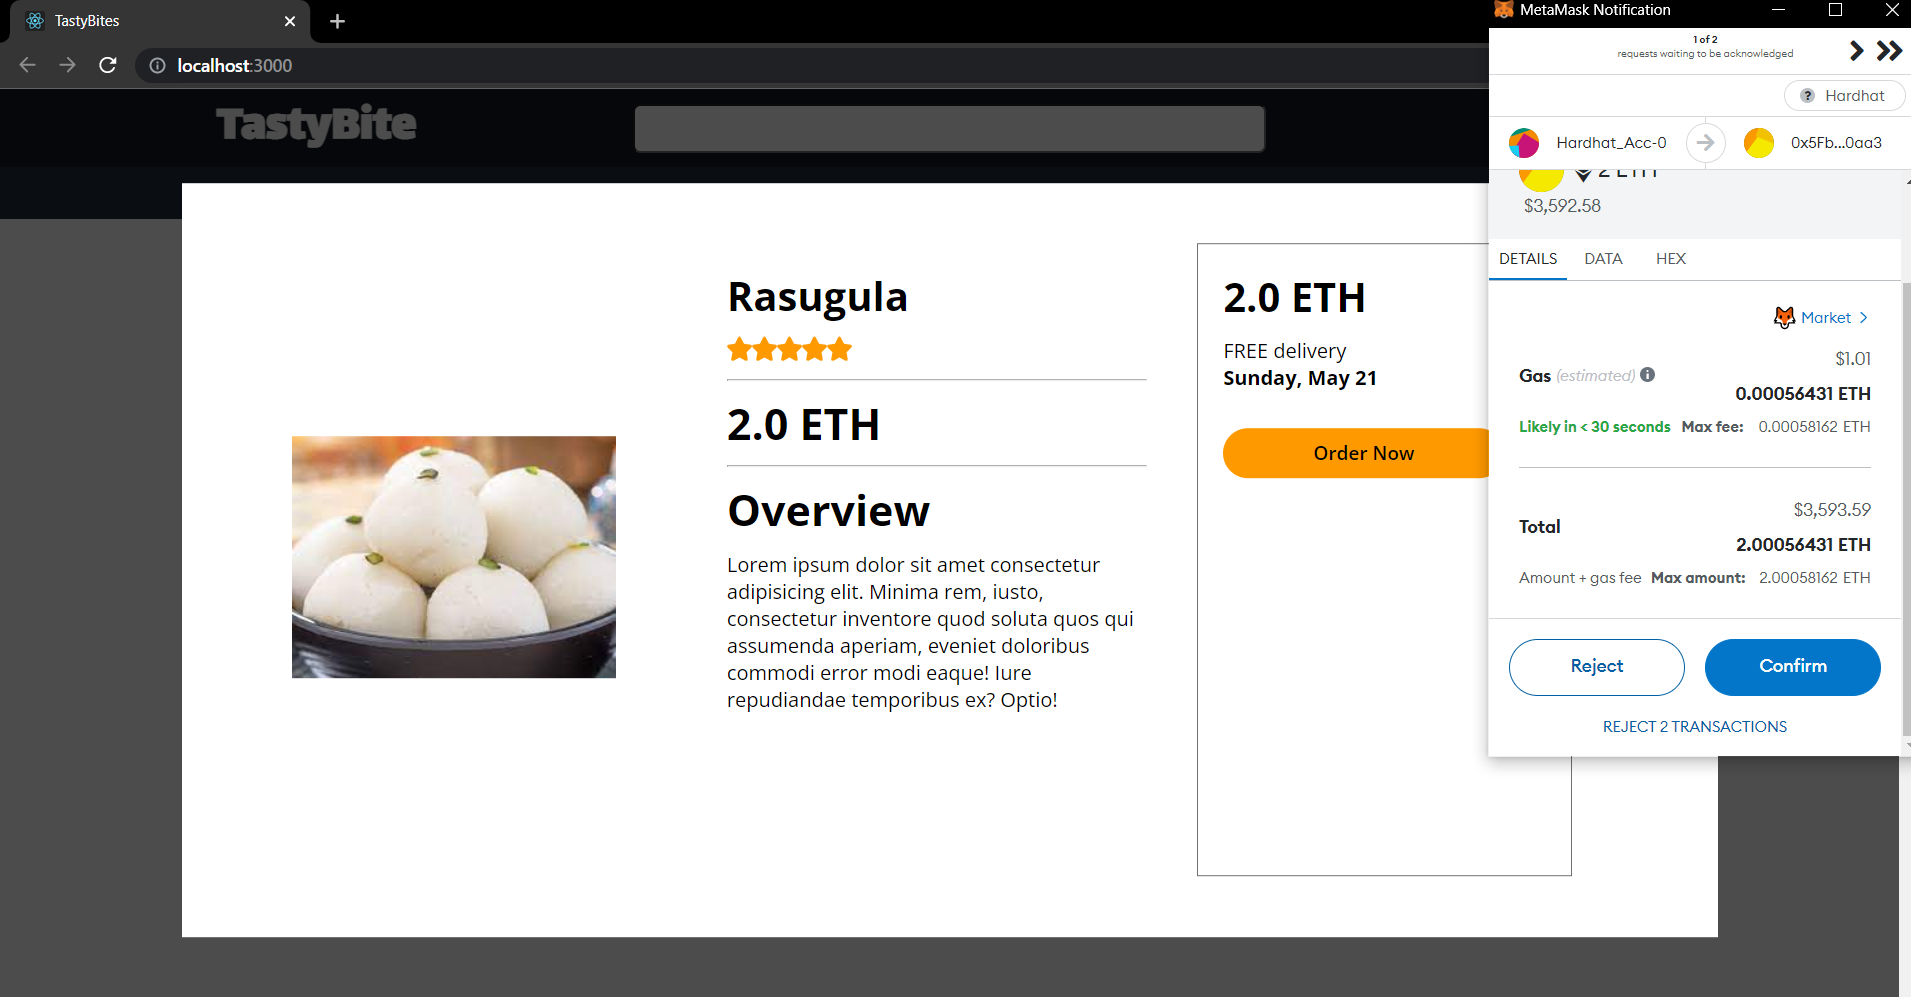 TastyBites
localhost:3000
TastyBite
Rasugula
2.0 ETH
Overview
Lorem ipsum dolor sit amet consectetur
adipisicing elit. Minima rem, iusto,
consectetur inventore quod soluta quos qui
assumenda aperiam, eveniet doloribus
commodi error modi eaque! Iure
repudiandae temporibus ex? Optio!
2.0 ETH
FREE delivery
Sunday, May 21
Order Now
MetaMask Notification
1 of 2
requests waiting to be acknowledged
? Hardhat
Hardhat_Acc-0
0x5Fb...0aa3
2 ETH
$3,592.58
DETAILS DATA HEX
Market
$1.01
Gas (estimated)
0.00056431 ETH
Likely in < 30 seconds Max fee: 0.00058162 ETH
$3,593.59
Total
2.00056431 ETH
Amount + gas fee Max amount: 2.00058162 ETH
Reject
Confirm
REJECT 2 TRANSACTIONS